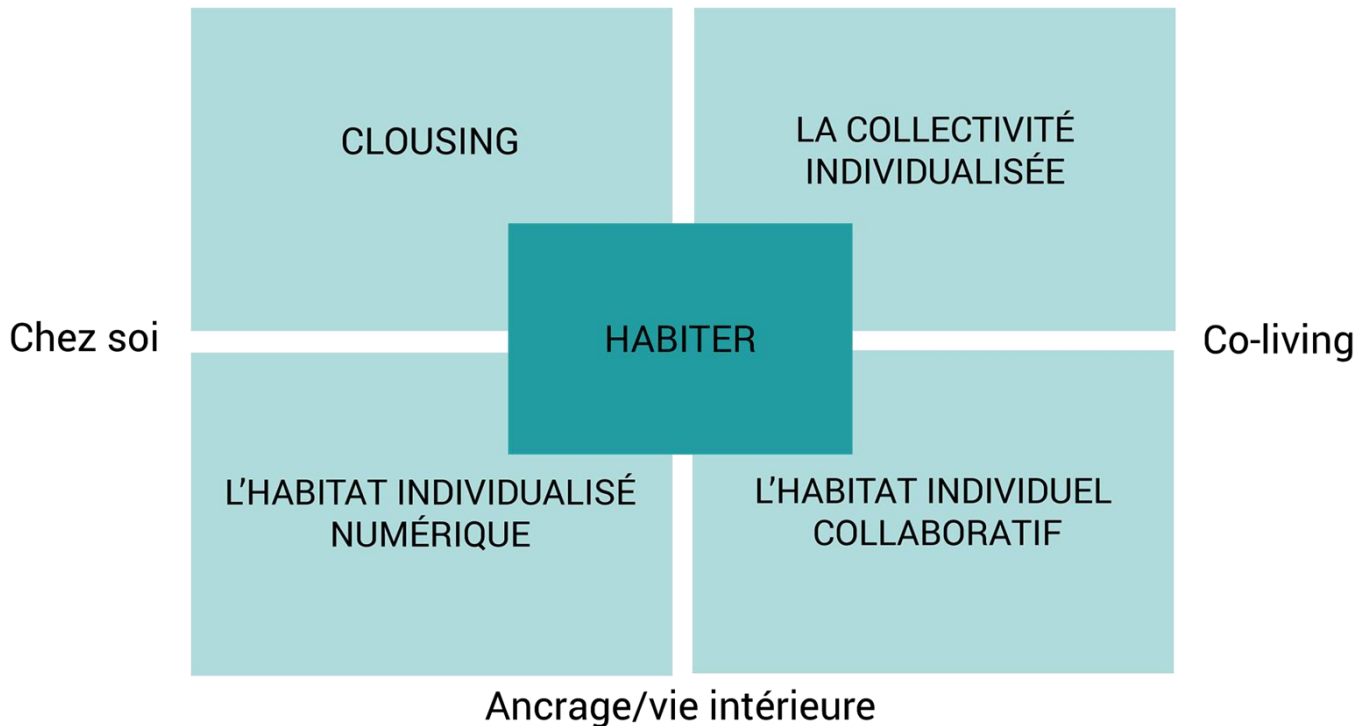 CLOUSING
LA COLLECTIVITÉ
INDIVIDUALISÉE
Chez soi
HABITER
Co-living
L'HABITAT INDIVIDUALISÉ
NUMÉRIQUE
L'HABITAT INDIVIDUEL
COLLABORATIF
Ancrage/vie intérieure